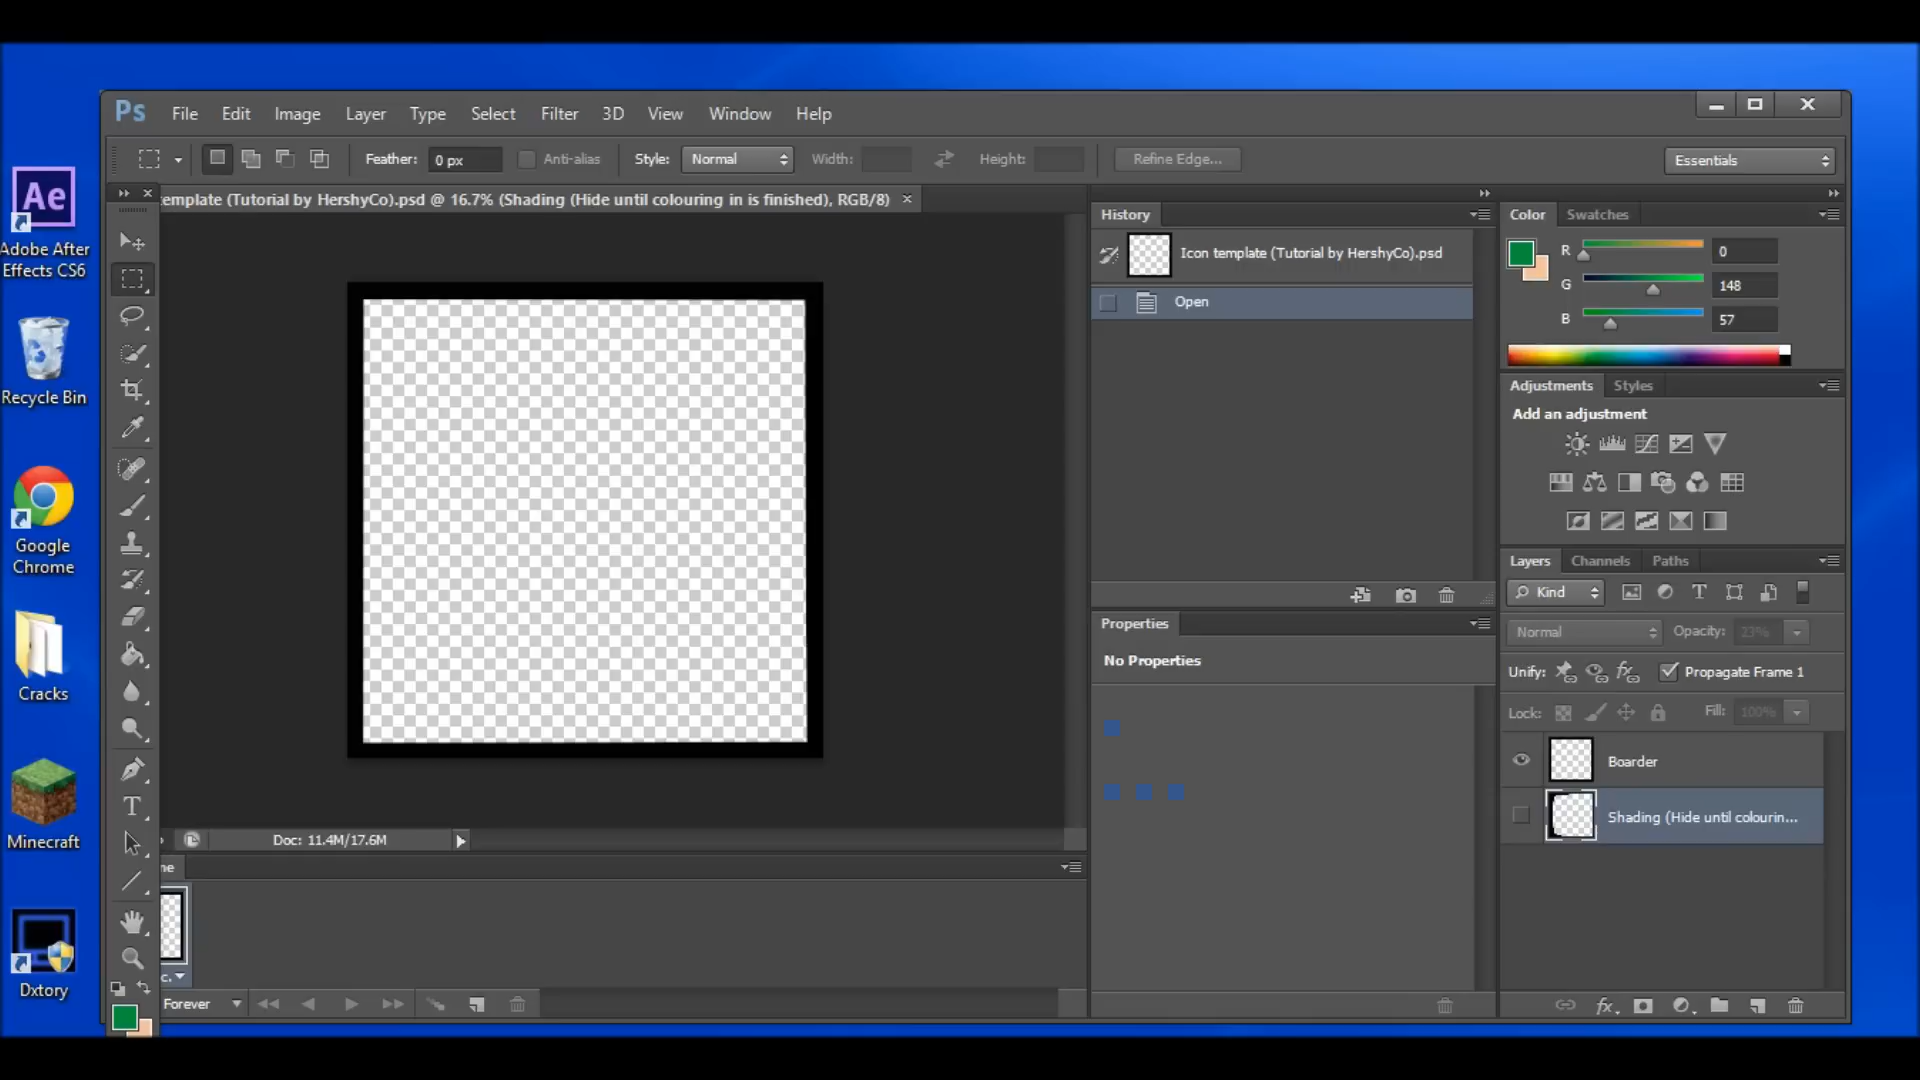 Ps File Edit Image Layer Type Select Filter 3D View Window Help
Feather: 0 px Anti-alias Style: Normal Width: Height: Refine Edge... Essentials
emplate (Tutorial by HershyCo).psd @ 16.7% (Shading (Hide until colouring in is finished), RGB/8)
History
Icon template (Tutorial by HershyCo).psd
Open
Properties
No Properties
Color Swatches
R 0
G 148
B 57
Adjustments Styles
Add an adjustment
Layers Channels Paths
Kind
Normal Opacity: 23%
Unify: Propagate Frame 1
Lock: Fill: 100%
Boarder
Shading (Hide until colourin...
Doc: 11.4M/17.6M
ne
c.
Forever
Ae
Adobe After
Effects CS6
Recycle Bin
Google
Chrome
Cracks
Minecraft
Dxtory